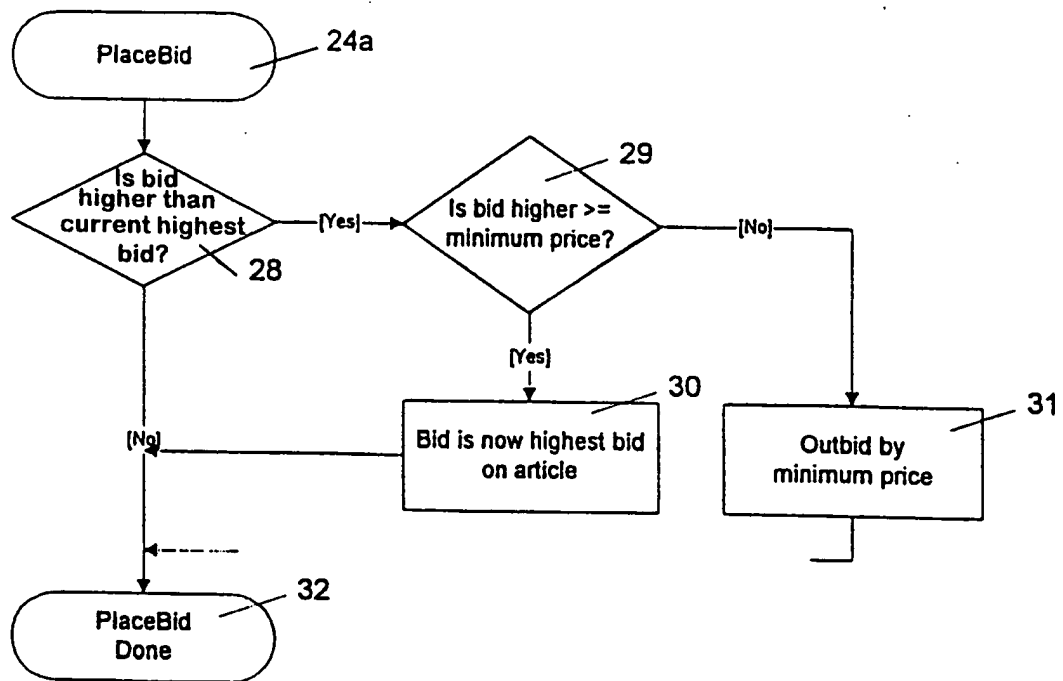 PlaceBid
24a
Is bid
higher than
current highest
bid?
28
[Yes]
29
Is bid higher >=
minimum price?
[No]
[Yes]
30
Bid is now highest bid
on article
31
Outbid by
minimum price
[No]
32
PlaceBid
Done